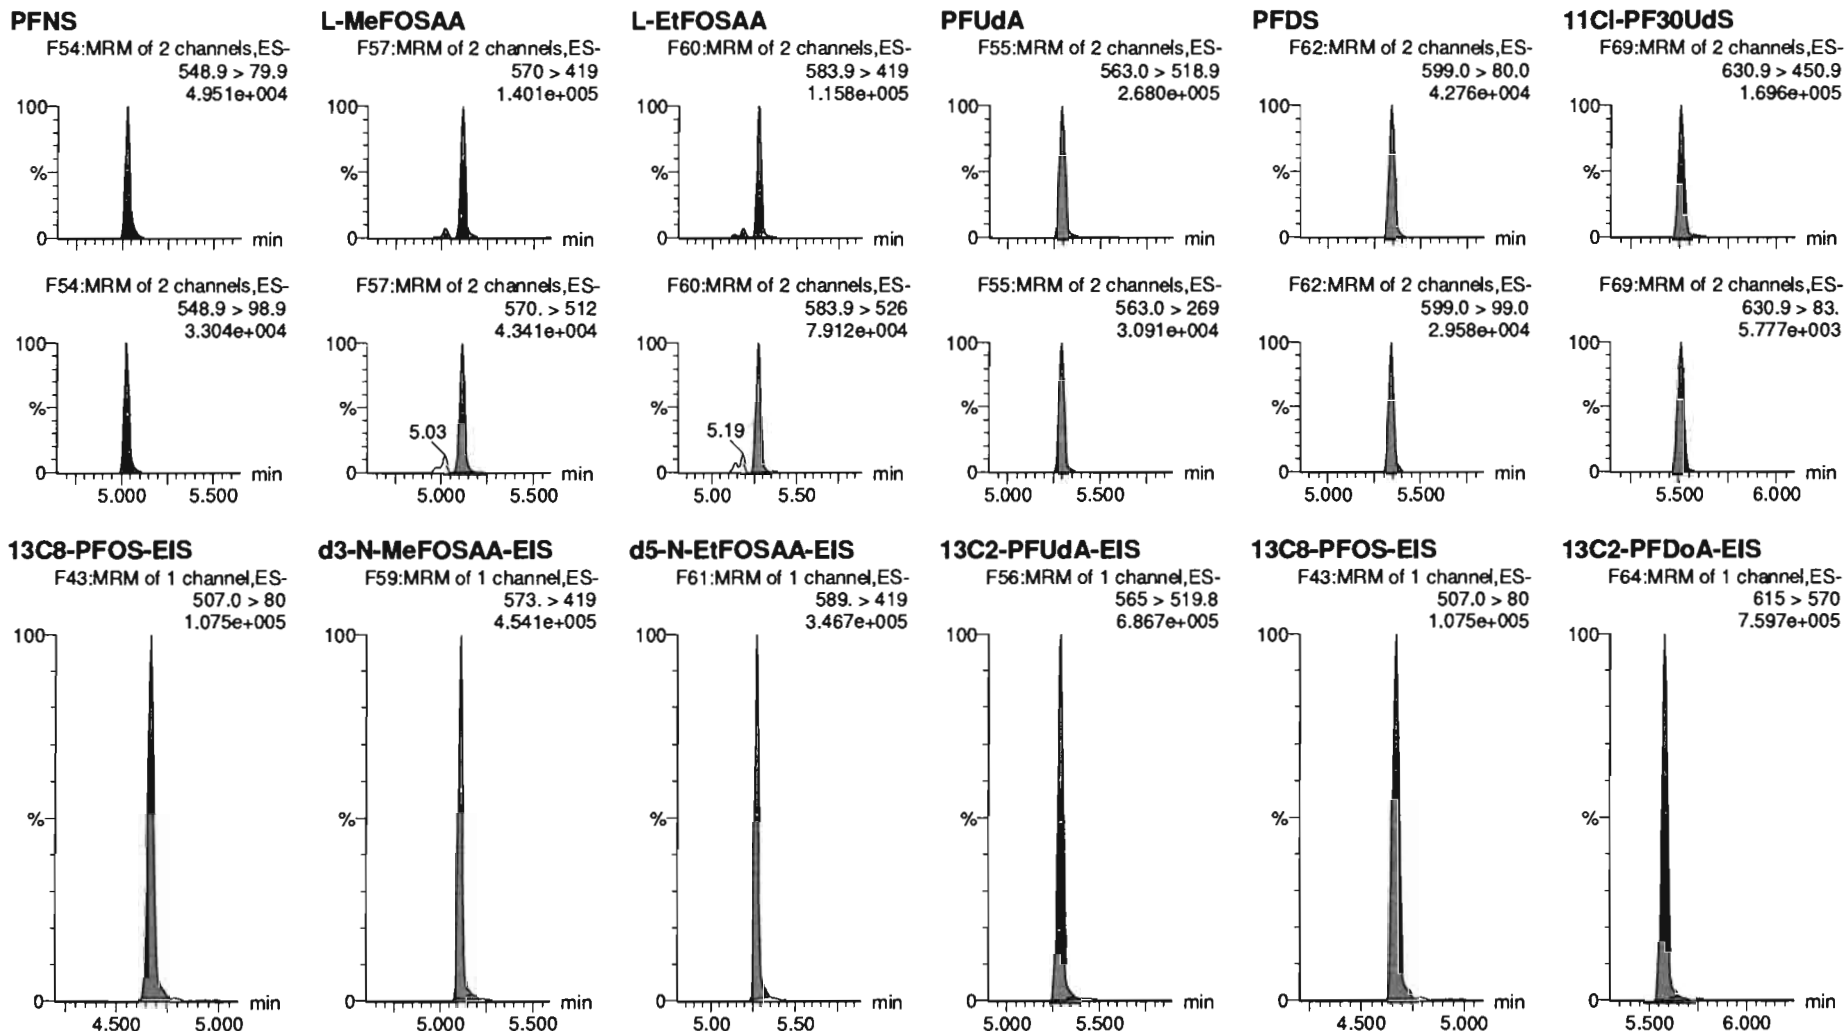 PFNS
F54:MRM of 2 channels,ES-
548.9 > 79.9
4.951e+004
100
%
0
min
F54:MRM of 2 channels,ES-
548.9 > 98.9
3.304e+004
100
%
0
min
5.000
5.500
L-MeFOSAA
F57:MRM of 2 channels,ES-
570 > 419
1.401e+005
100
%
0
min
F57:MRM of 2 channels,ES-
570. > 512
4.341e+004
100
%
5.03
0
min
5.000
5.500
L-EtFOSAA
F60:MRM of 2 channels,ES-
583.9 > 419
1.158e+005
100
%
0
min
F60:MRM of 2 channels,ES-
583.9 > 526
7.912e+004
100
%
5.19
0
min
5.00
5.50
PFUdA
F55:MRM of 2 channels,ES-
563.0 > 518.9
2.680e+005
100
%
0
min
F55:MRM of 2 channels,ES-
563.0 > 269
3.091e+004
100
%
0
min
5.000
5.500
PFDS
F62:MRM of 2 channels,ES-
599.0 > 80.0
4.276e+004
100
%
0
min
F62:MRM of 2 channels,ES-
599.0 > 99.0
2.958e+004
100
%
0
min
5.000
5.500
11Cl-PF30UdS
F69:MRM of 2 channels,ES-
630.9 > 450.9
1.696e+005
100
%
0
min
F69:MRM of 2 channels,ES-
630.9 > 83.
5.777e+003
100
%
0
min
5.500
6.000
13C8-PFOS-EIS
F43:MRM of 1 channel,ES-
507.0 > 80
1.075e+005
100
%
0
min
4.500
5.000
d3-N-MeFOSAA-EIS
F59:MRM of 1 channel,ES-
573. > 419
4.541e+005
100
%
0
min
5.000
5.500
d5-N-EtFOSAA-EIS
F61:MRM of 1 channel,ES-
589. > 419
3.467e+005
100
%
0
min
5.00
5.50
13C2-PFUdA-EIS
F56:MRM of 1 channel,ES-
565 > 519.8
6.867e+005
100
%
0
min
5.000
5.500
13C8-PFOS-EIS
F43:MRM of 1 channel,ES-
507.0 > 80
1.075e+005
100
%
0
min
4.500
5.000
13C2-PFDoA-EIS
F64:MRM of 1 channel,ES-
615 > 570
7.597e+005
100
%
0
min
5.500
6.000